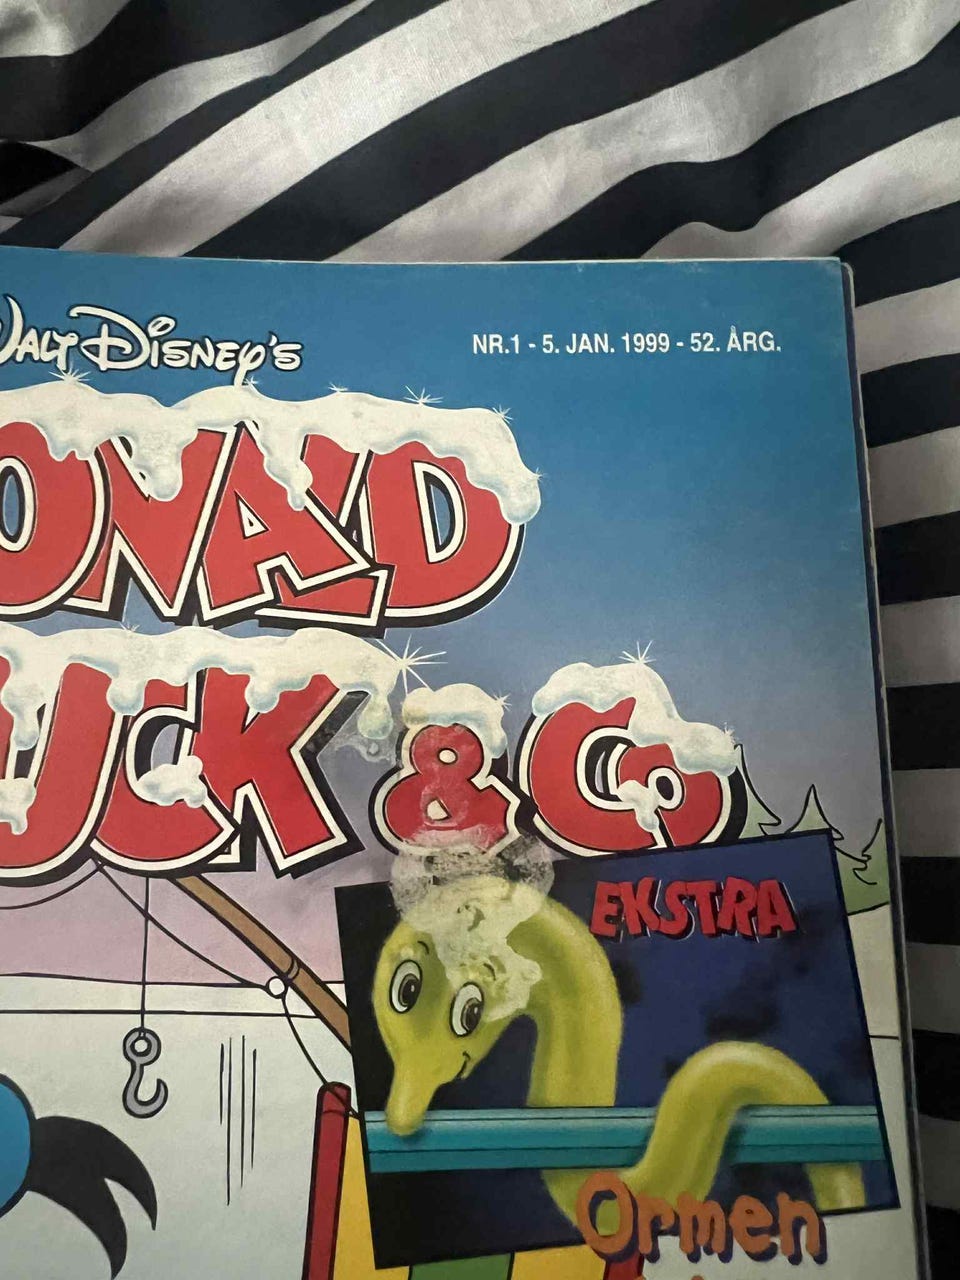 WALT DISNEY'S
NR.1 - 5. JAN. 1999 - 52. ÅRG.
ONALD
UCK & Co
EKSTRA
Ormen